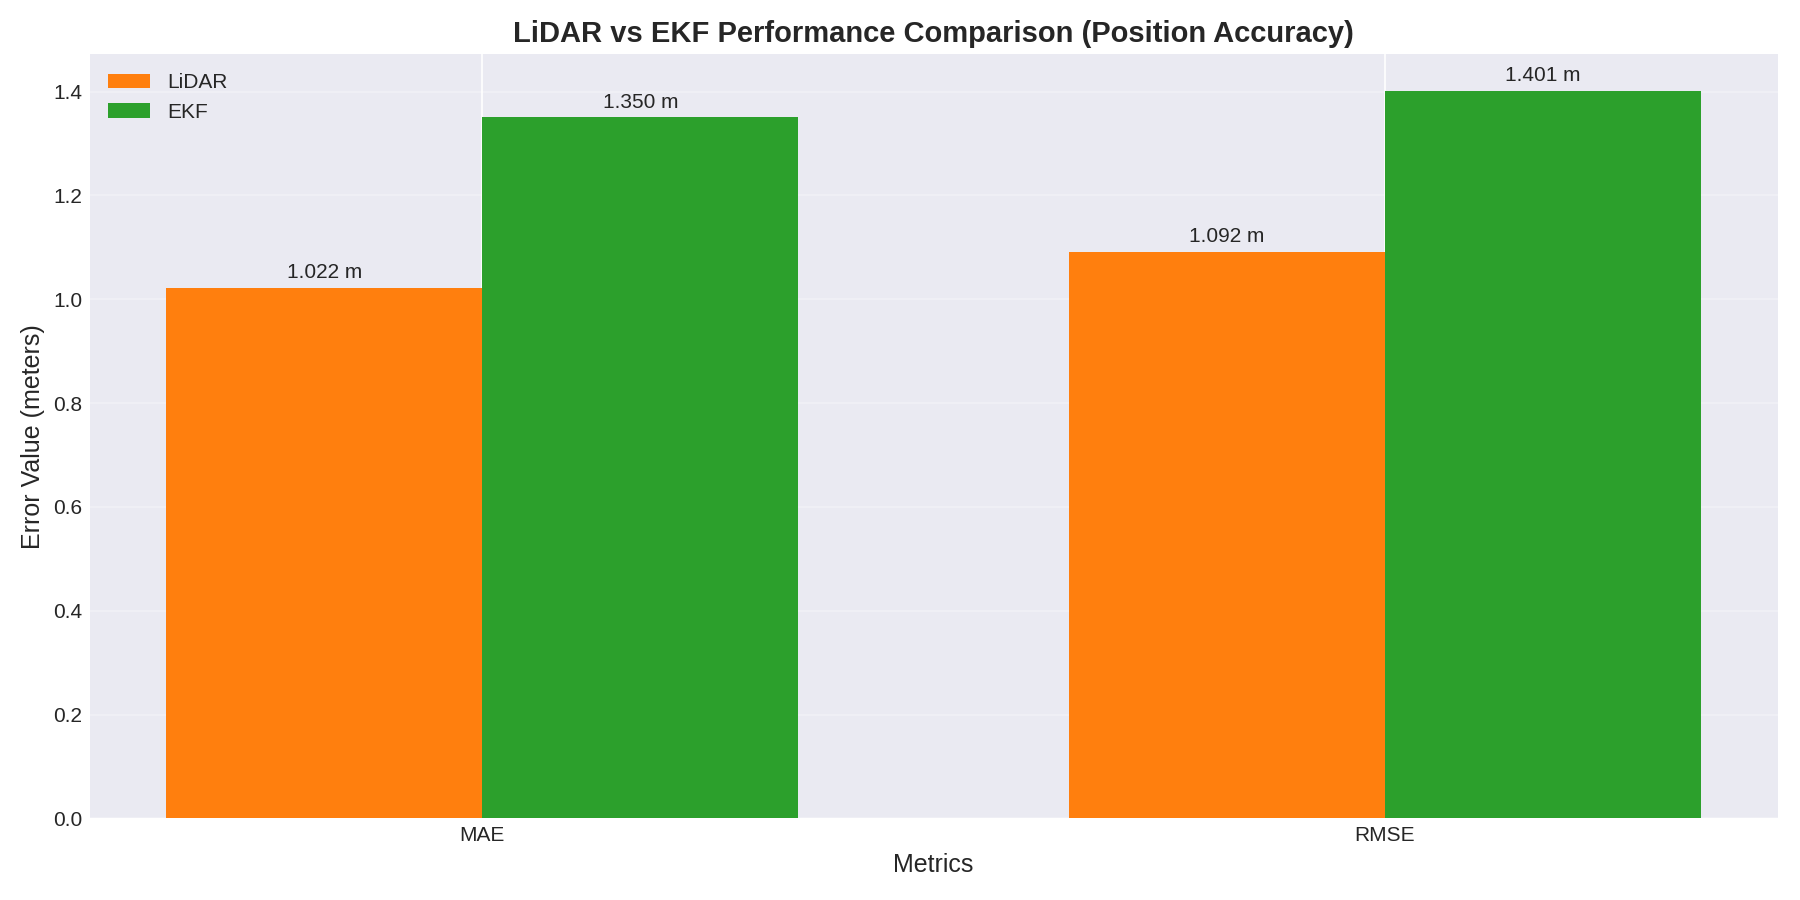 LiDAR vs EKF Performance Comparison (Position Accuracy)
LiDAR
EKF
1.401 m
1.350 m
1.092 m
1.022 m
1.4
1.2
1.0
0.8
0.6
0.4
0.2
0.0
Error Value (meters)
MAE
RMSE
Metrics